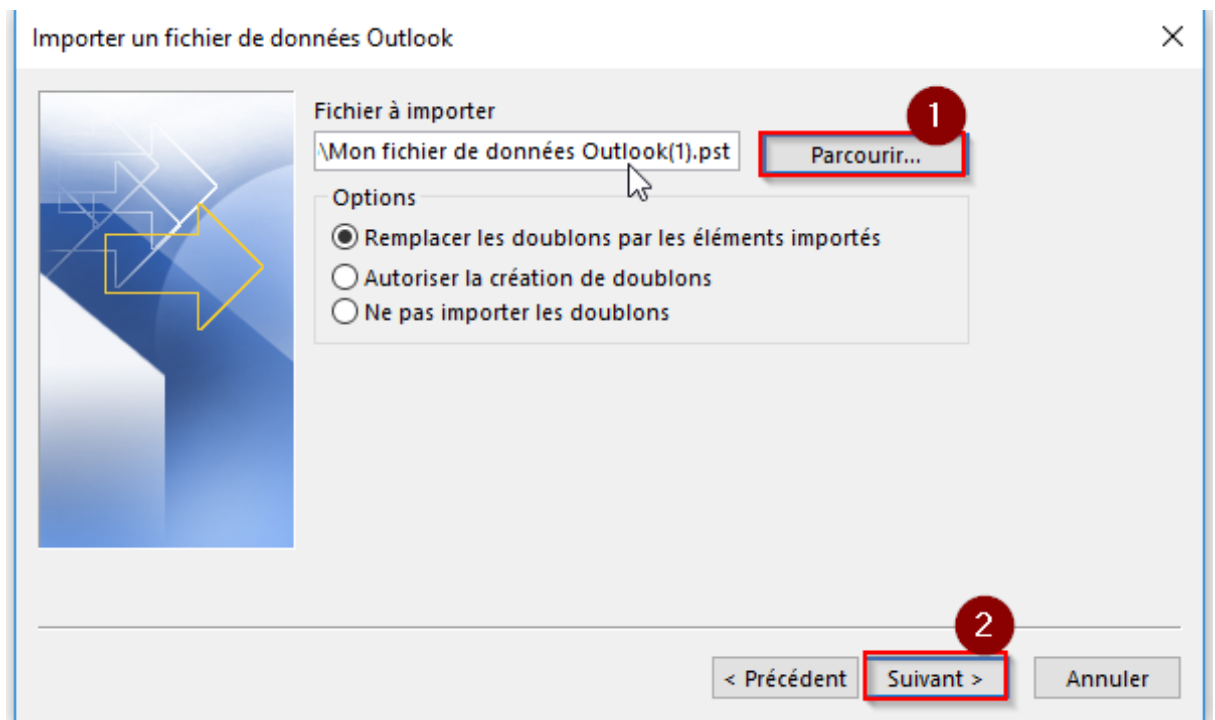 Importer un fichier de données Outlook
Fichier à importer
1
\Mon fichier de données Outlook(1).pst
Parcourir...
Options
Remplacer les doublons par les éléments importés
Autoriser la création de doublons
Ne pas importer les doublons
2
< Précédent
Suivant >
Annuler